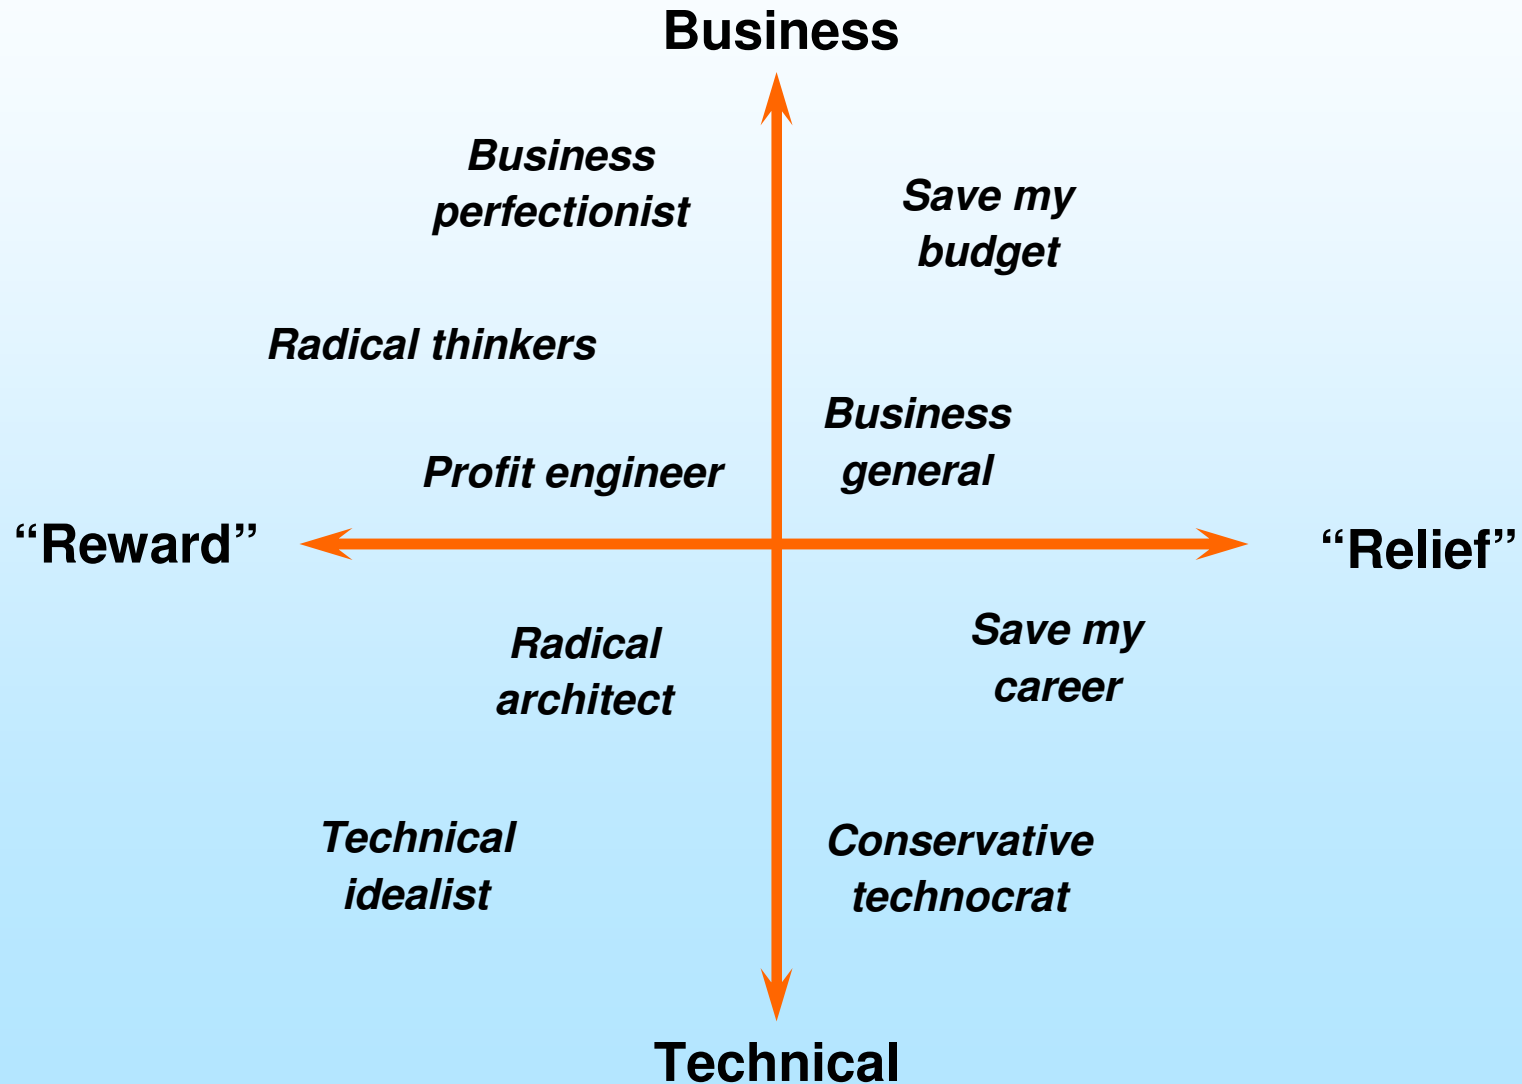 Business
Business
perfectionist
Save my
budget
Radical thinkers
Business
general
Profit engineer
“Reward”
“Relief”
Radical
architect
Save my
career
Technical
idealist
Conservative
technocrat
Technical